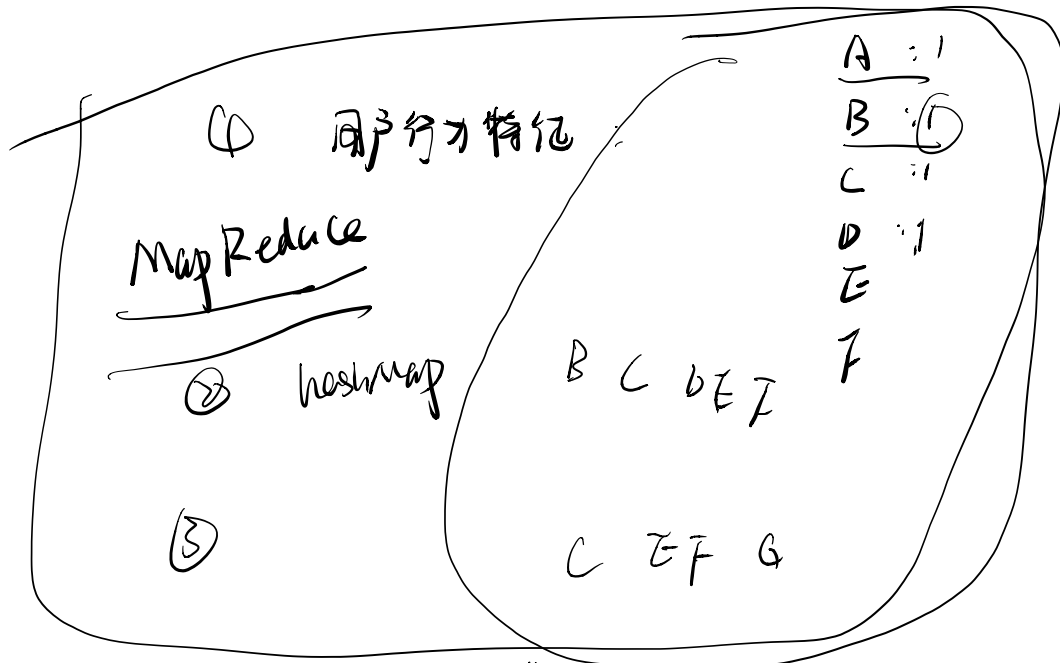 ① 用户行为特征 :
A : 1
B : 1
C : 1
D : 1
E
F
MapReduce
② hashMap
B C D E F
③
C E F G